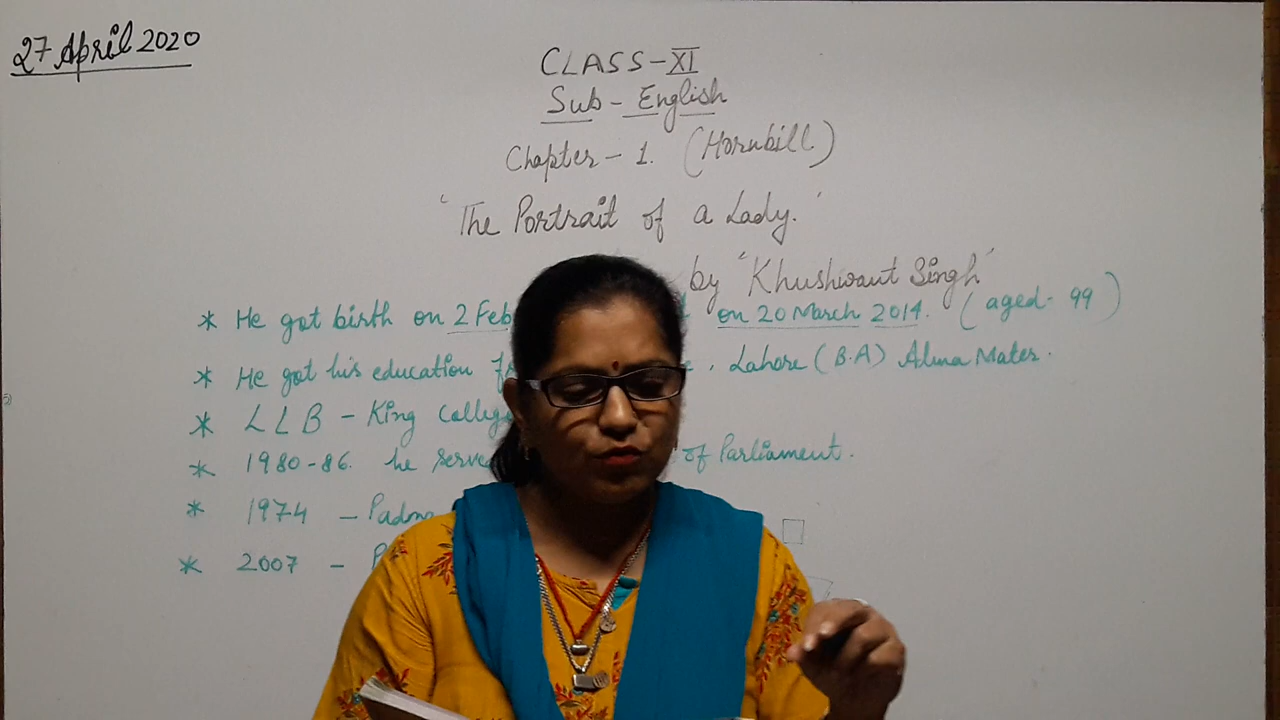 27 April 2020
CLASS-XI
Sub - English
Chapter - 1. (Hornbill)
'The Portrait of a Lady.'
by "Khushwant Singh"
* He got birth on 2 Feb on 20 March 2014. (aged- 99)
* He got his education . Lahore (B.A) Alma Mater.
* LLB - King College
* 1980-86. he serve of Parliament.
* 1974 - Padma
* 2007 - P